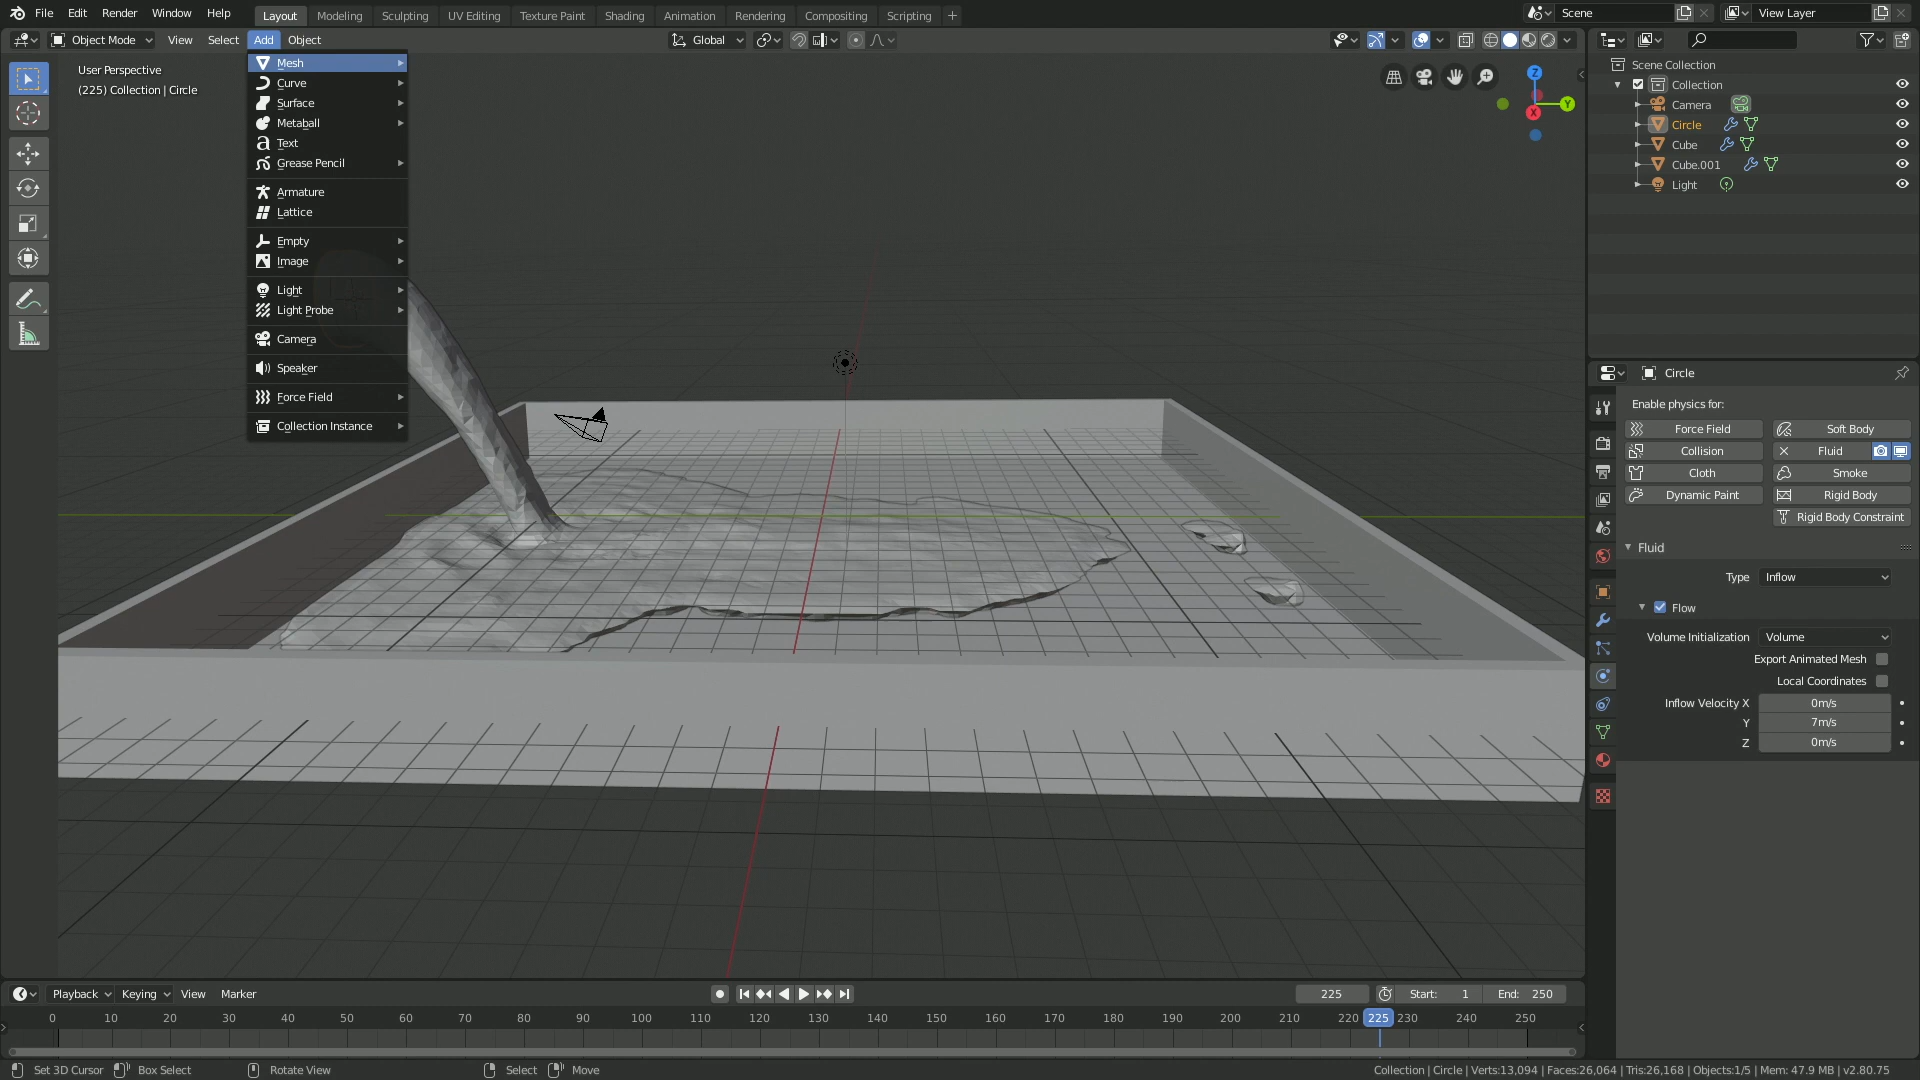 File Edit Render Window Help
Layout Modeling Sculpting UV Editing Texture Paint Shading Animation Rendering Compositing Scripting +
Scene
View Layer
Object Mode View Select Add Object
Global
User Perspective
(225) Collection | Circle
Mesh
Curve
Surface
Metaball
Text
Grease Pencil
Armature
Lattice
Empty
Image
Light
Light Probe
Camera
Speaker
Force Field
Collection Instance
Z
Y
X
Scene Collection
Collection
Camera
Circle
Cube
Cube.001
Light
Circle
Enable physics for:
Force Field Soft Body
Collision Fluid
Cloth Smoke
Dynamic Paint Rigid Body
Rigid Body Constraint
Fluid
Type Inflow
Flow
Volume Initialization Volume
Export Animated Mesh
Local Coordinates
Inflow Velocity X 0m/s
Y 7m/s
Z 0m/s
Playback Keying View Marker
225 Start: 1 End: 250
0 10 20 30 40 50 60 70 80 90 100 110 120 130 140 150 160 170 180 190 200 210 220 225 230 240 250
Set 3D Cursor Box Select Rotate View Select Move
Collection | Circle | Verts:13,094 | Faces:26,064 | Tris:26,168 | Objects:1/5 | Mem: 47.9 MB | v2.80.75